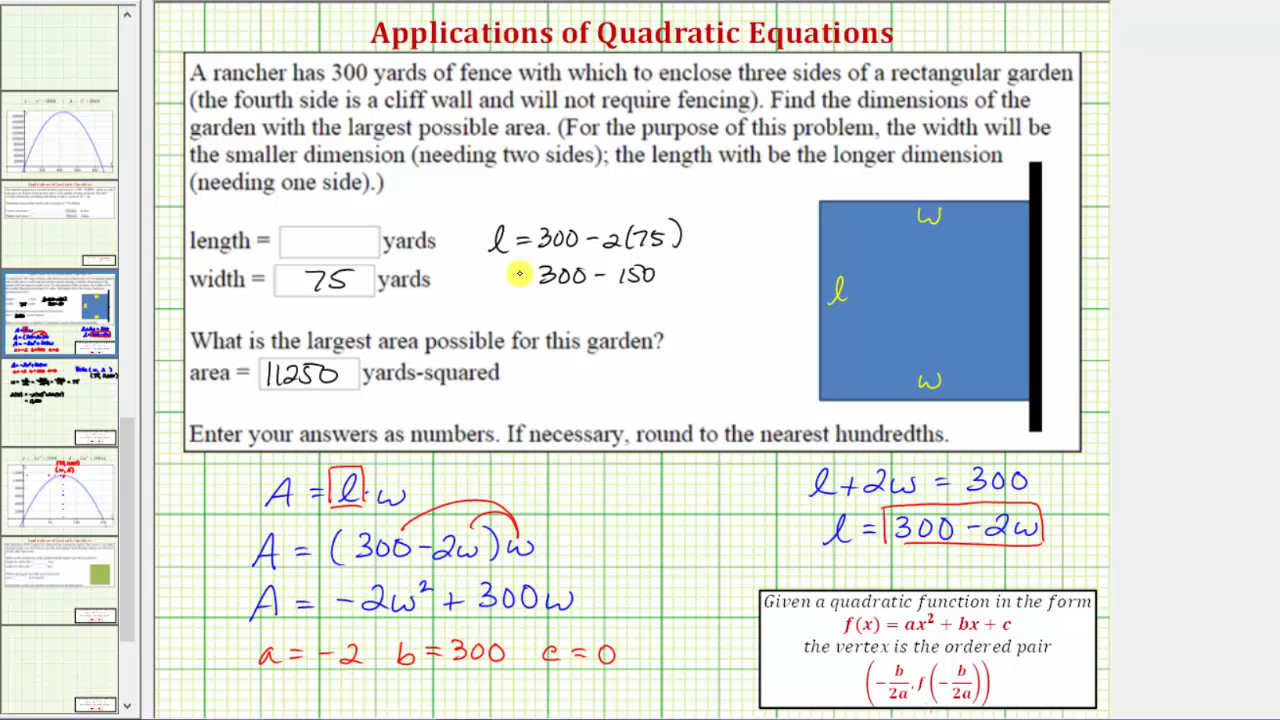 Applications of Quadratic Equations
A rancher has 300 yards of fence with which to enclose three sides of a rectangular garden
(the fourth side is a cliff wall and will not require fencing). Find the dimensions of the
garden with the largest possible area. (For the purpose of this problem, the width will be
the smaller dimension (needing two sides); the length with be the longer dimension
(needing one side).)
length = yards
l = 300 - 2(75)
width = 75 yards
300 - 150
w
l
w
What is the largest area possible for this garden?
area = 11250 yards-squared
Enter your answers as numbers. If necessary, round to the nearest hundredths.
A = l · w
A = (300 - 2w) w
A = -2w² + 300w
a = -2 b = 300 c = 0
l + 2w = 300
l = 300 - 2w
Given a quadratic function in the form
f(x) = ax² + bx + c
the vertex is the ordered pair
(-b/2a, f(-b/2a))